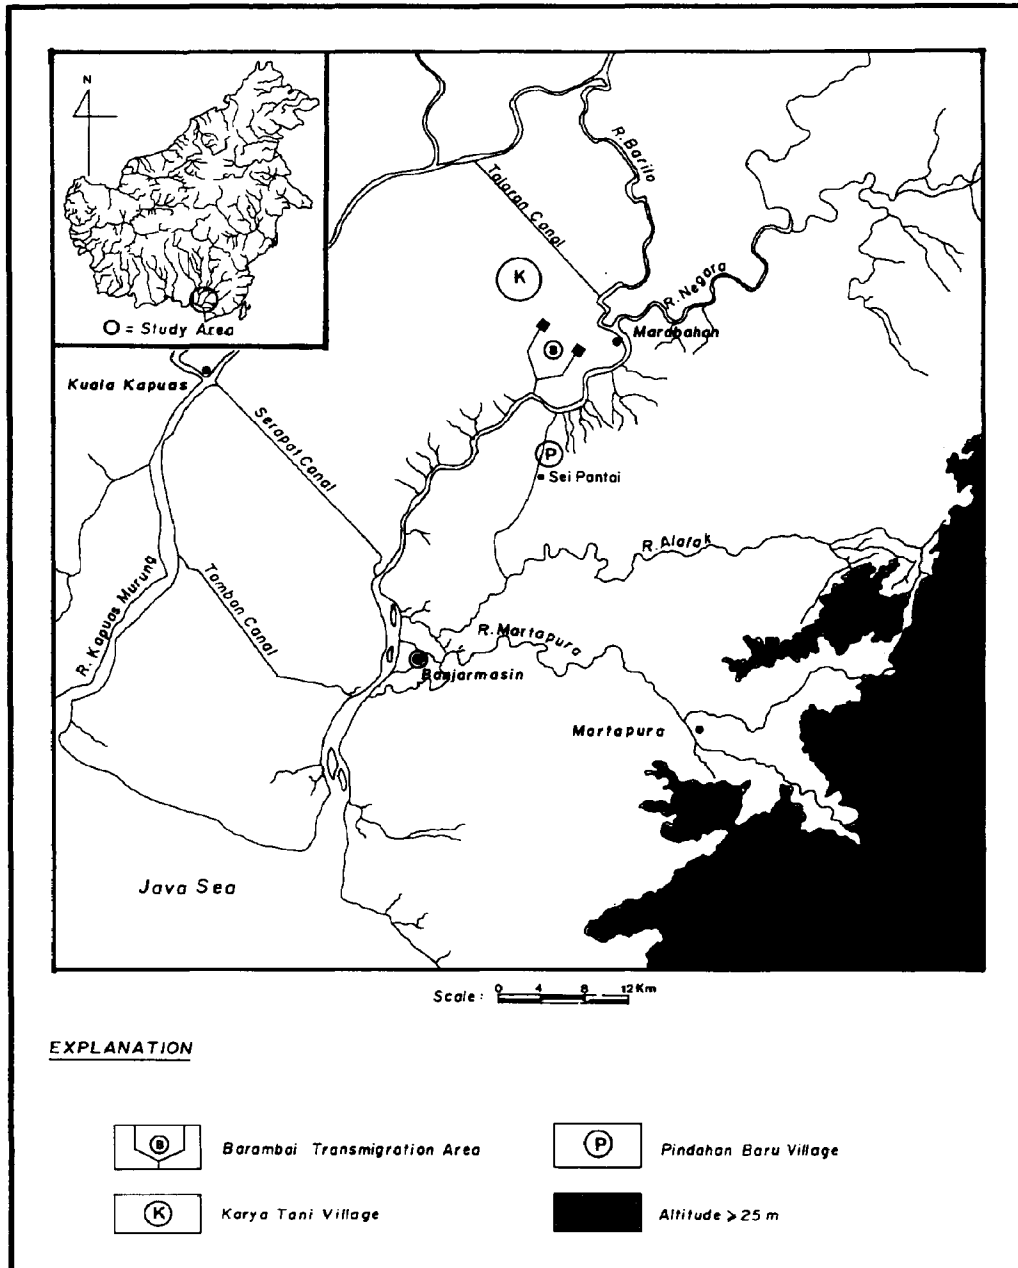 N
O = Study Area
R. Barito
Talaran Canal
K
R. Negara
Marabahan
B
Kuala Kapuas
Serapat Canal
P
Sei Pantai
R. Alalak
R. Kapuas Murung
Tamban Canal
R. Martapura
Banjarmasin
Martapura
Java Sea
Scale: 0 4 8 12 Km
EXPLANATION
B Barambai Transmigration Area
P Pindahan Baru Village
K Karya Tani Village
Altitude ⩾ 25 m